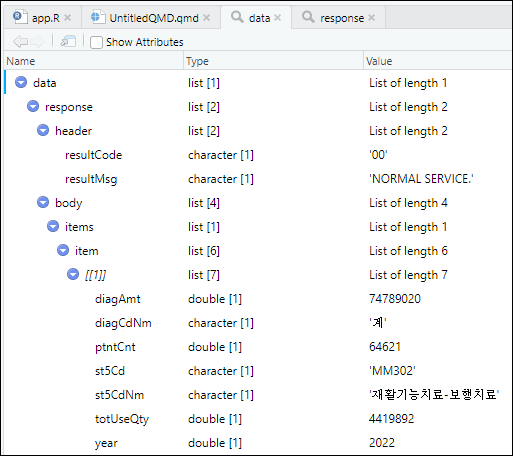 app.R UntitledQMD.qmd data response
Show Attributes
Name Type Value
data list [1] List of length 1
response list [2] List of length 2
header list [2] List of length 2
resultCode character [1] '00'
resultMsg character [1] 'NORMAL SERVICE.'
body list [4] List of length 4
items list [1] List of length 1
item list [6] List of length 6
[[1]] list [7] List of length 7
diagAmt double [1] 74789020
diagCdNm character [1] '계'
ptntCnt double [1] 64621
st5Cd character [1] 'MM302'
st5CdNm character [1] '재활기능치료-보행치료'
totUseQty double [1] 4419892
year double [1] 2022